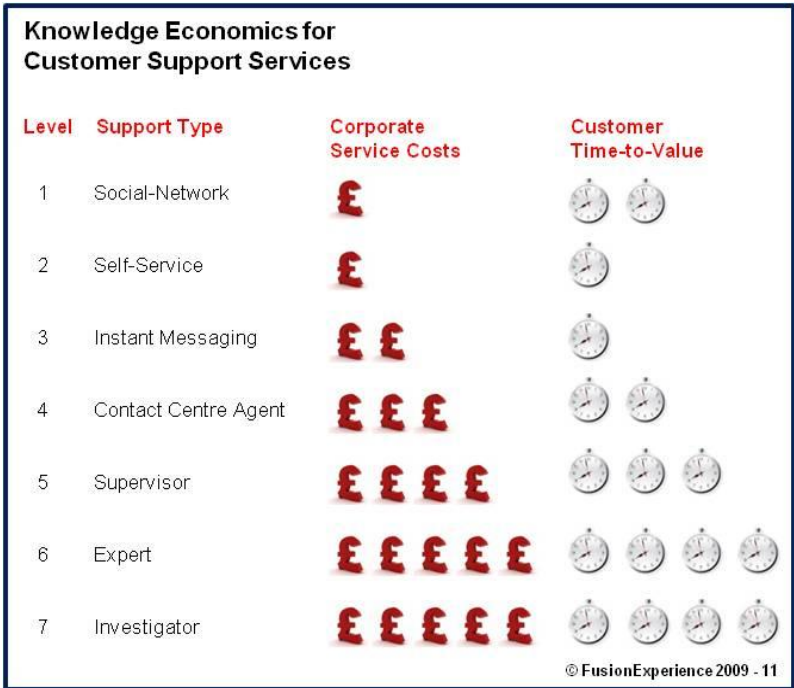 Knowledge Economics for
Customer Support Services
Level Support Type Corporate Service Costs Customer Time-to-Value
1 Social-Network £
2 Self-Service £
3 Instant Messaging £ £
4 Contact Centre Agent £ £ £
5 Supervisor £ £ £ £
6 Expert £ £ £ £ £
7 Investigator £ £ £ £ £
© FusionExperience 2009 - 11